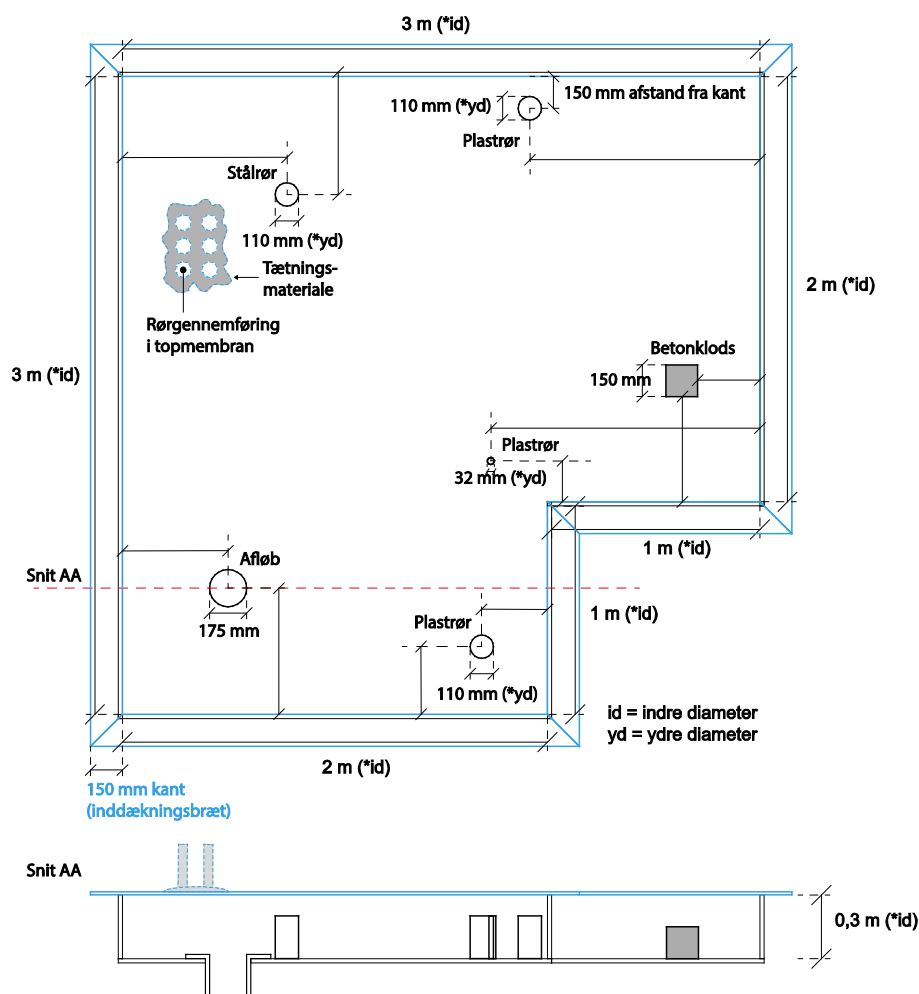 3 m (*id)
110 mm (*yd)
150 mm afstand fra kant
Plastrør
Stålrør
110 mm (*yd)
Tætnings-
materiale
2 m (*id)
Rørgennemføring
i topmembran
Betonklods
3 m (*id)
150 mm
Plastrør
32 mm (*yd)
1 m (*id)
Afløb
Snit AA
1 m (*id)
Plastrør
175 mm
110 mm (*yd)
id = indre diameter
yd = ydre diameter
2 m (*id)
150 mm kant
(inddækningsbræt)
Snit AA
0,3 m (*id)